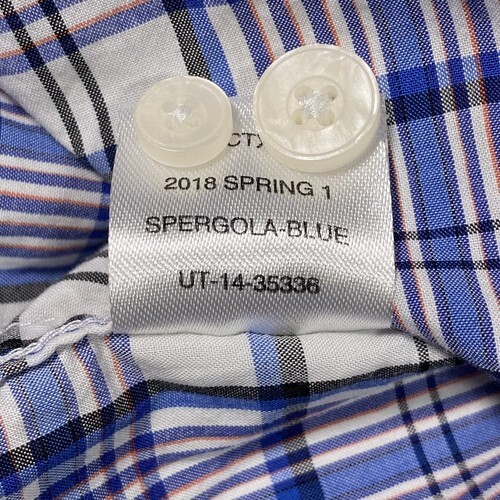 2018 SPRING 1
SPERGOLA-BLUE
UT-14-35336